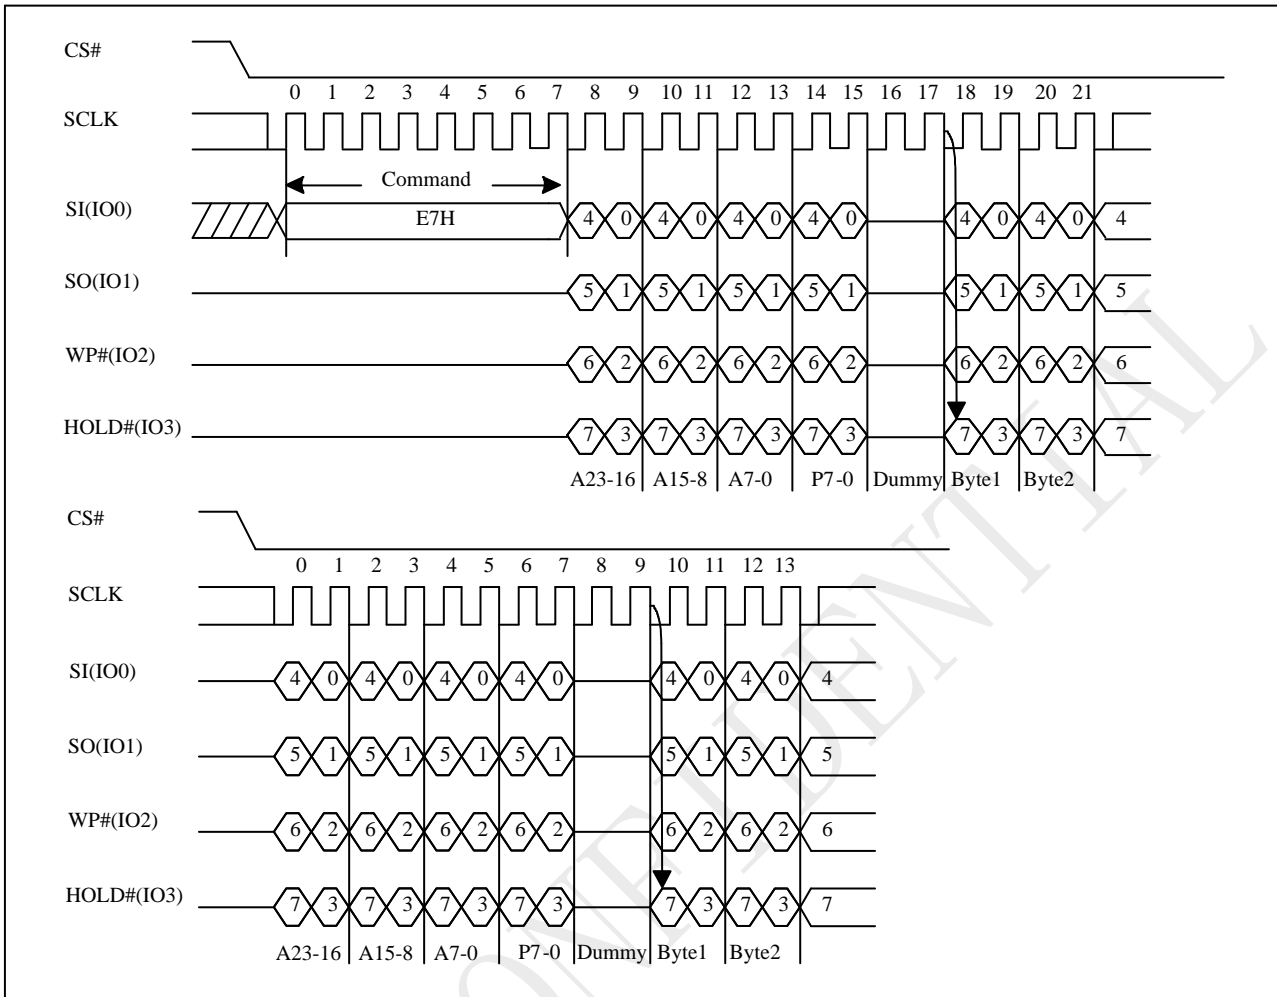 CS#
0 1 2 3 4 5 6 7 8 9 10 11 12 13 14 15 16 17 18 19 20 21
SCLK
Command
SI(IO0) E7H 4 0 4 0 4 0 4 0 4 0 4 0 4
SO(IO1) 5 1 5 1 5 1 5 1 5 1 5 1 5
WP#(IO2) 6 2 6 2 6 2 6 2 6 2 6 2 6
HOLD#(IO3) 7 3 7 3 7 3 7 3 7 3 7 3 7
A23-16 A15-8 A7-0 P7-0 Dummy Byte1 Byte2
CS#
0 1 2 3 4 5 6 7 8 9 10 11 12 13
SCLK
SI(IO0) 4 0 4 0 4 0 4 0 4 0 4 0 4
SO(IO1) 5 1 5 1 5 1 5 1 5 1 5 1 5
WP#(IO2) 6 2 6 2 6 2 6 2 6 2 6 2 6
HOLD#(IO3) 7 3 7 3 7 3 7 3 7 3 7 3 7
A23-16 A15-8 A7-0 P7-0 Dummy Byte1 Byte2
ONFIDENTIAL